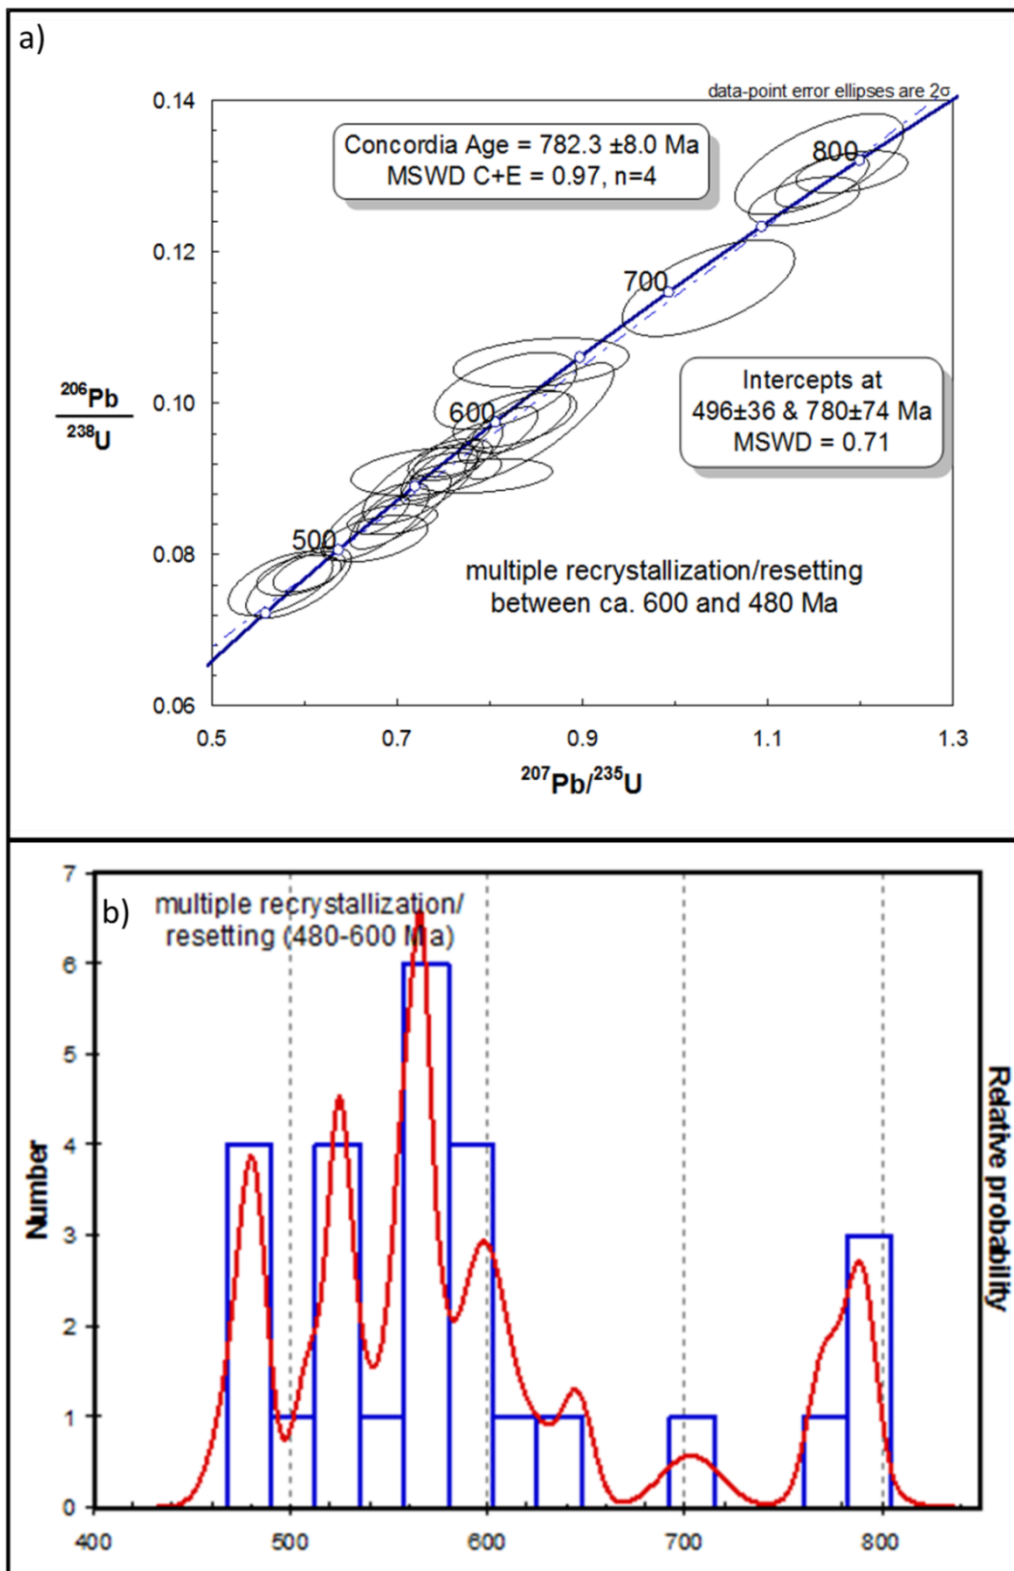 a)
data-point error ellipses are 2σ
0.14
Concordia Age = 782.3 ±8.0 Ma
MSWD C+E = 0.97, n=4
800
0.12
700
Intercepts at
496±36 & 780±74 Ma
MSWD = 0.71
²⁰⁶Pb
²³⁸U
0.10
600
0.08
500
multiple recrystallization/resetting
between ca. 600 and 480 Ma
0.06
0.5 0.7 0.9 1.1 1.3
²⁰⁷Pb/²³⁵U
b)
multiple recrystallization/
resetting (480-600 Ma)
7
6
5
4
3
2
1
0
Number
Relative probability
400 500 600 700 800